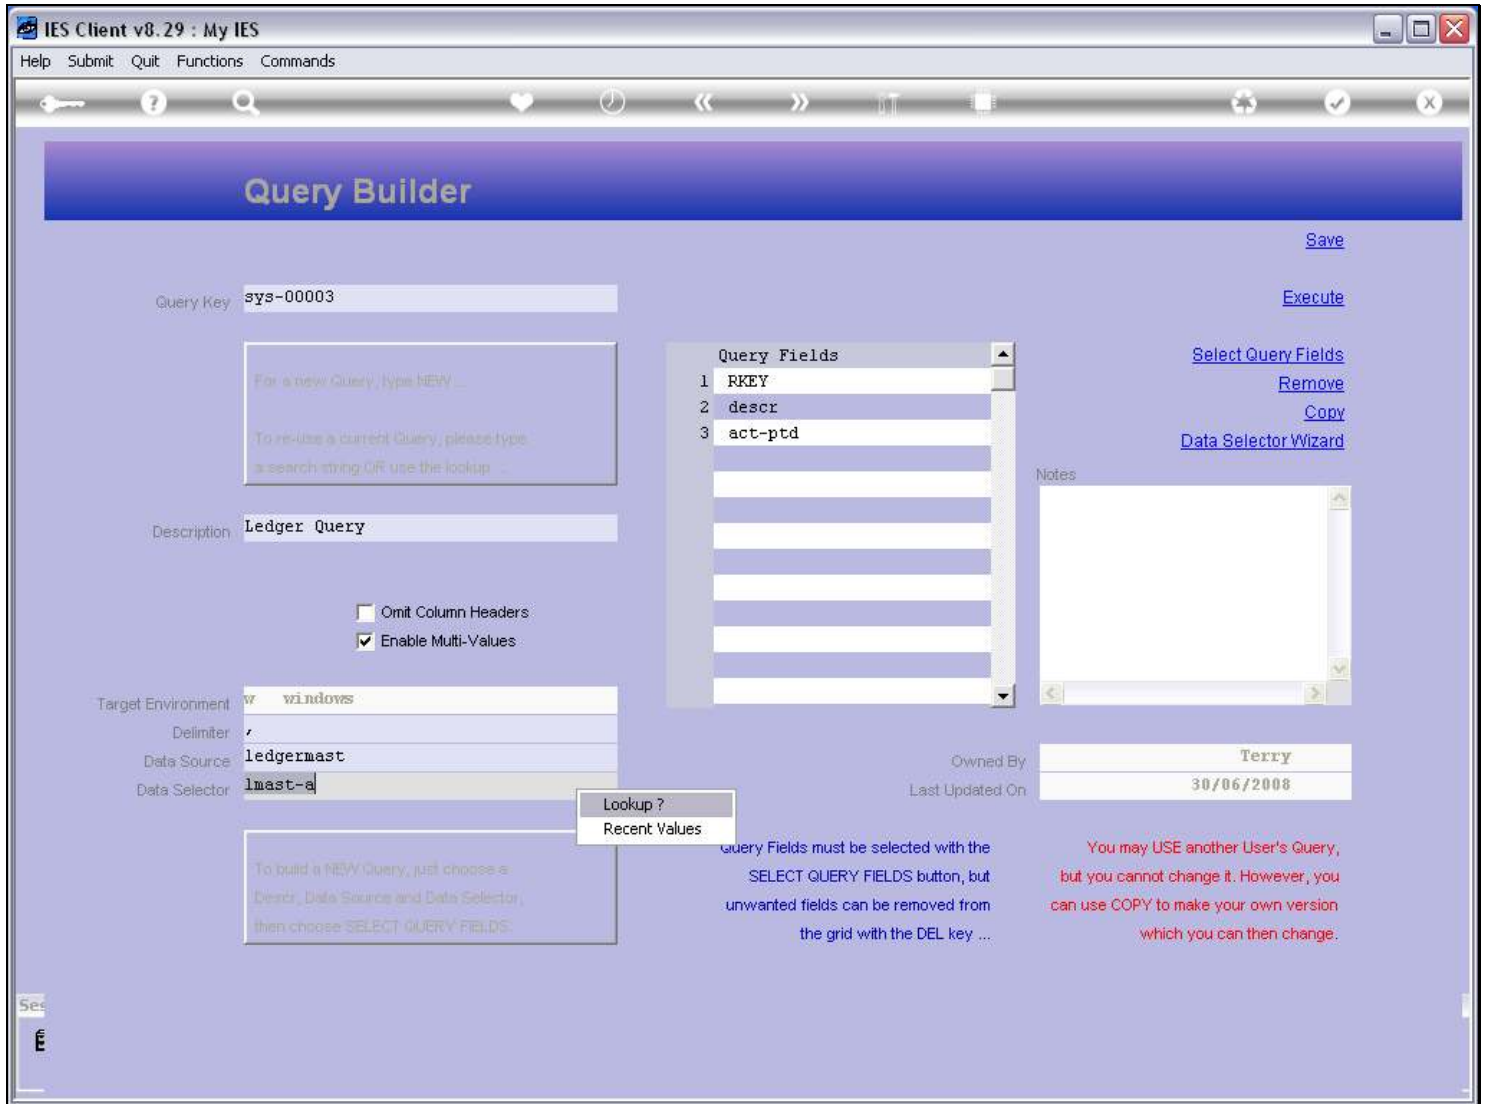 IES Client v8.29 : My IES
Help Submit Quit Functions Commands
Query Builder
Save
Query Key sys-00003
Execute
For a new Query, type NEW ...
To re-use a current Query, please type
a search string OR use the lookup ...
Query Fields
1 RKEY
2 descr
3 act-ptd
Select Query Fields
Remove
Copy
Data Selector Wizard
Notes
Description Ledger Query
Omit Column Headers
Enable Multi-Values
Target Environment w windows
Delimiter ,
Data Source ledgermast
Data Selector lmast-a
Lookup ?
Recent Values
Owned By Terry
Last Updated On 30/06/2008
To build a NEW Query, just choose a
Descr, Data Source and Data Selector,
then choose SELECT QUERY FIELDS.
Query Fields must be selected with the
SELECT QUERY FIELDS button, but
unwanted fields can be removed from
the grid with the DEL key ...
You may USE another User's Query,
but you cannot change it. However, you
can use COPY to make your own version
which you can then change.
Ses